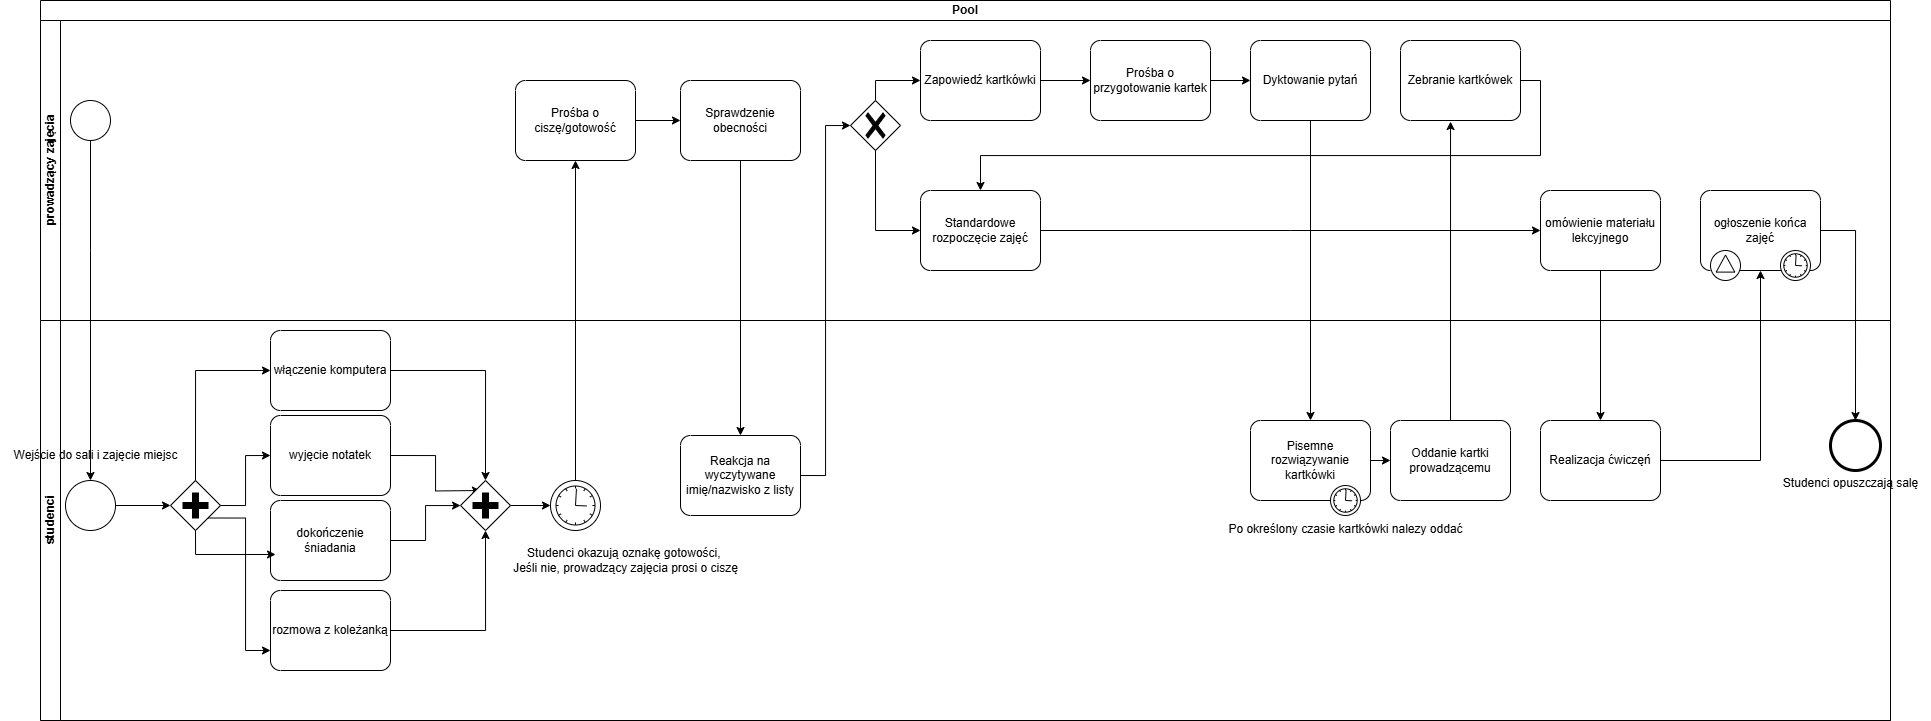 Pool
prowadzący zajęcia
Prośba o
ciszę/gotowość
Sprawdzenie
obecności
Zapowiedź kartkówki
Prośba o
przygotowanie kartek
Dyktowanie pytań
Zebranie kartkówek
Standardowe
rozpoczęcie zajęć
omówienie materiału
lekcyjnego
ogłoszenie końca
zajęć
studenci
Wejście do sali i zajęcie miejsc
włączenie komputera
wyjęcie notatek
dokończenie
śniadania
rozmowa z koleżanką
Studenci okazują oznakę gotowości,
Jeśli nie, prowadzący zajęcia prosi o ciszę
Reakcja na
wyczytywane
imię/nazwisko z listy
Pisemne
rozwiązywanie
kartkówki
Po określony czasie kartkówki nalezy oddać
Oddanie kartki
prowadzącemu
Realizacja ćwiczęń
Studenci opuszczają salę